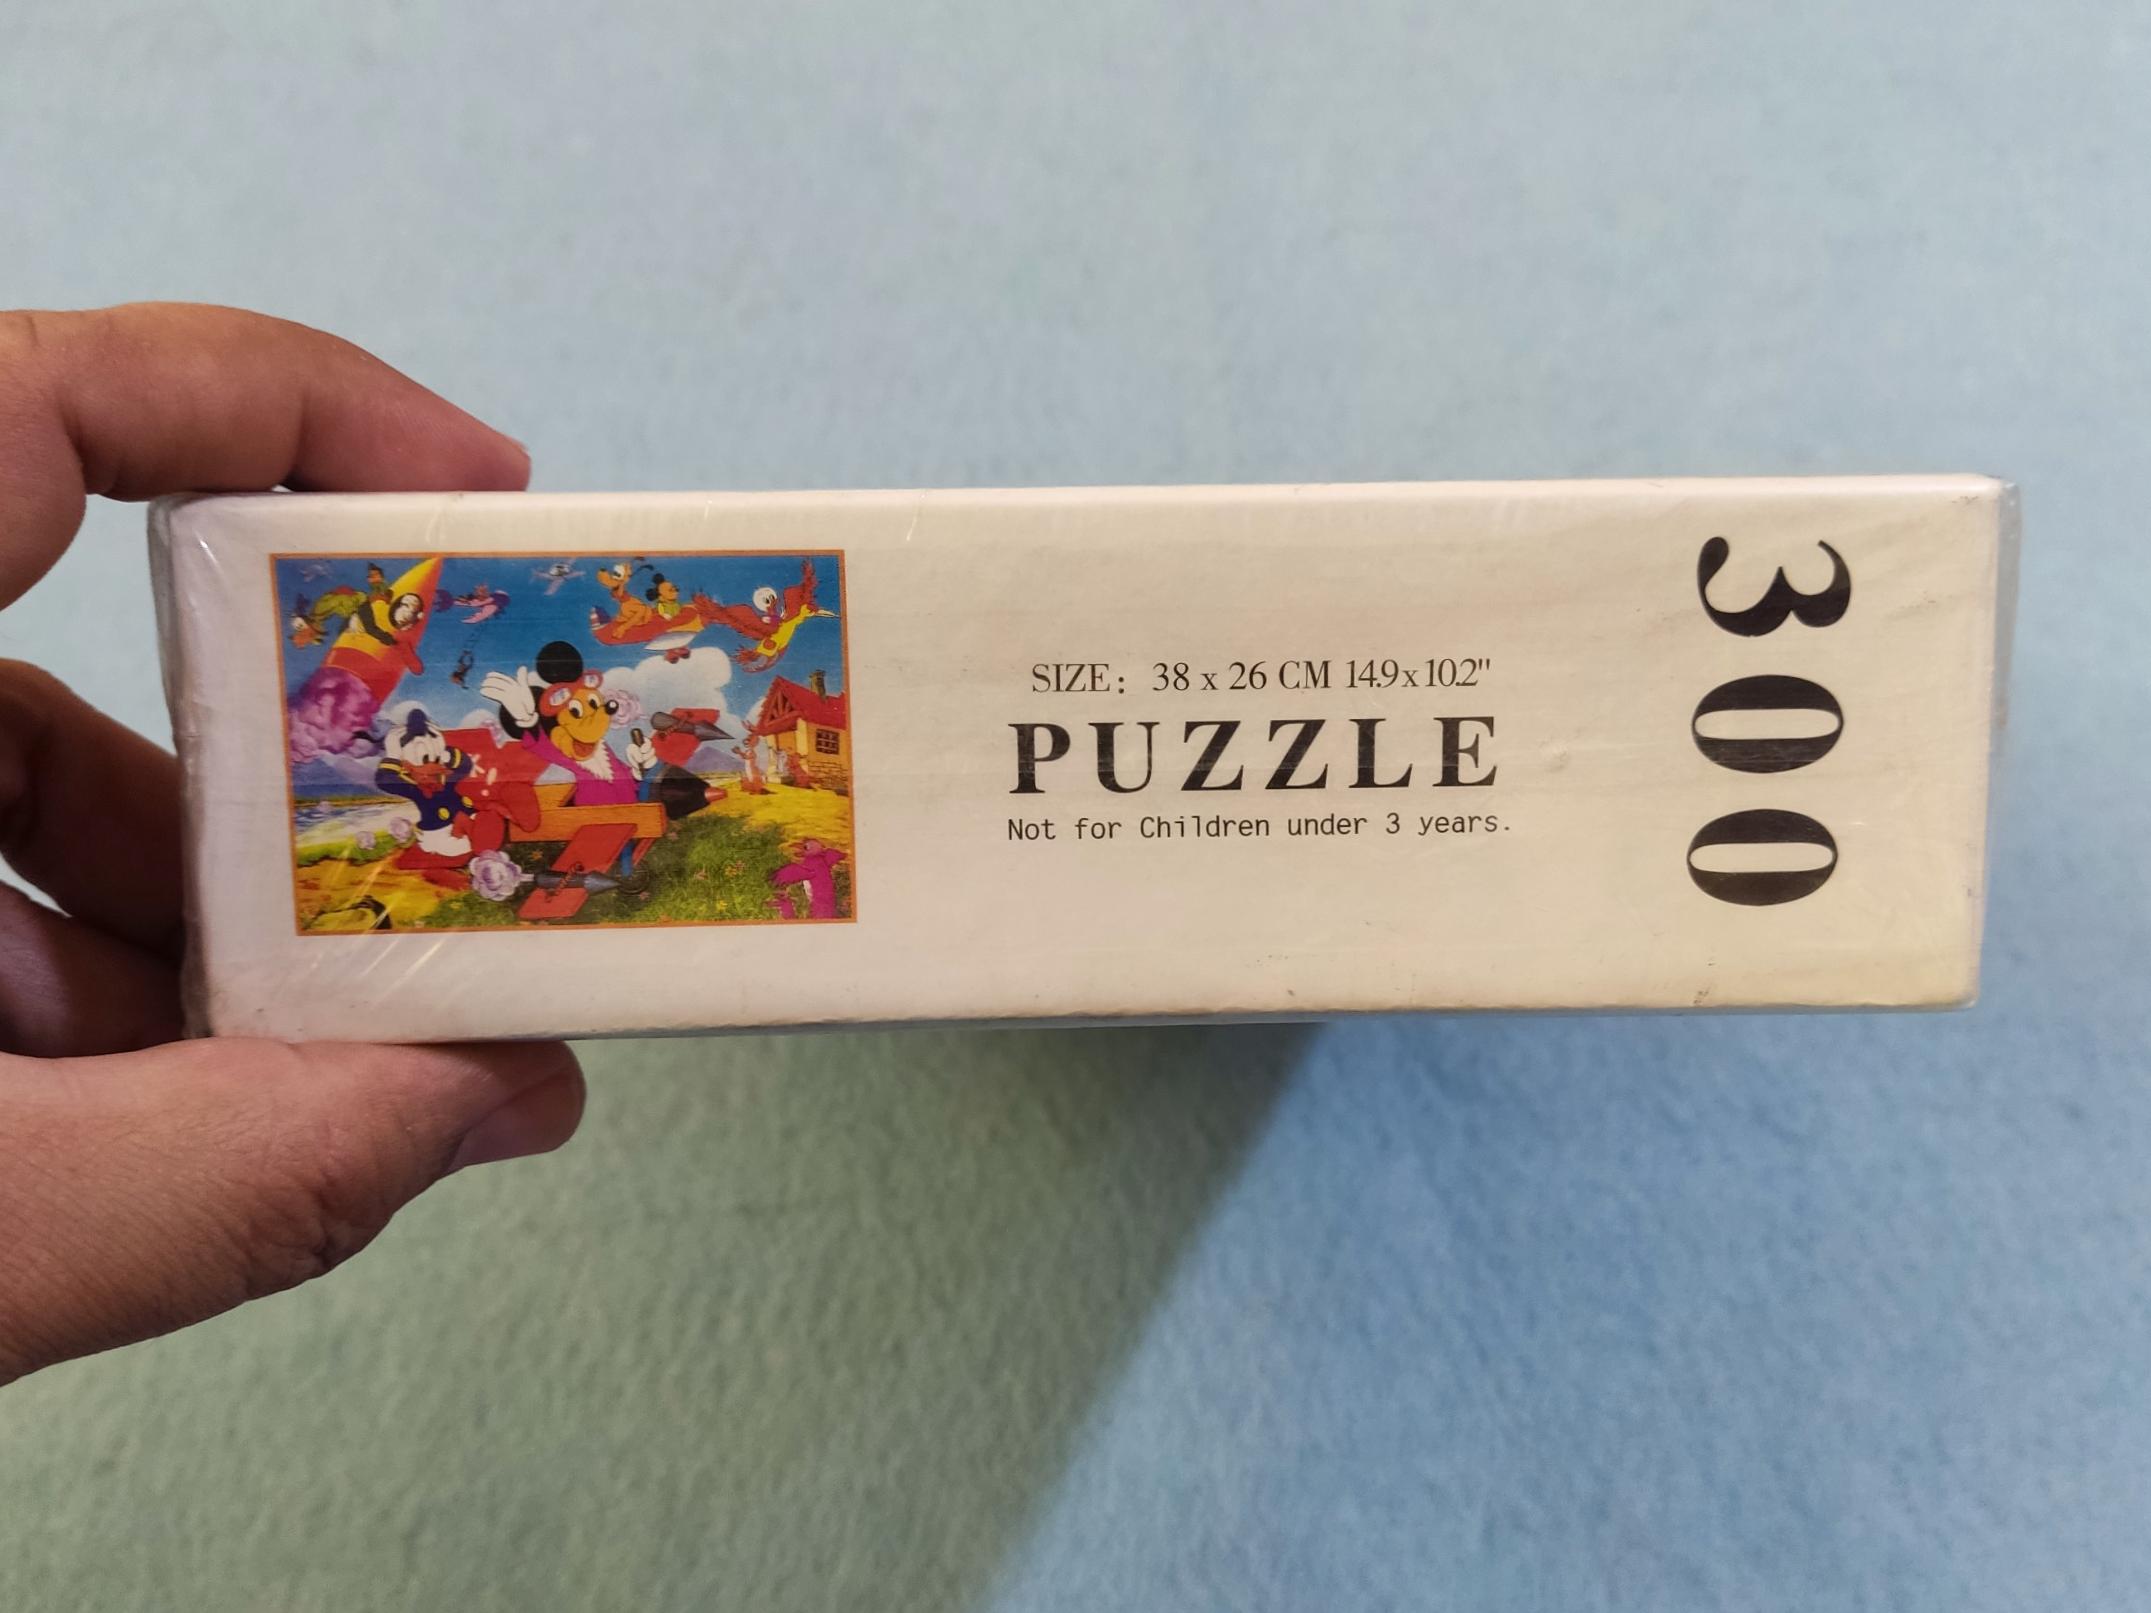 SIZE: 38 x 26 CM 14.9x10.2"
PUZZLE
Not for Children under 3 years.
300